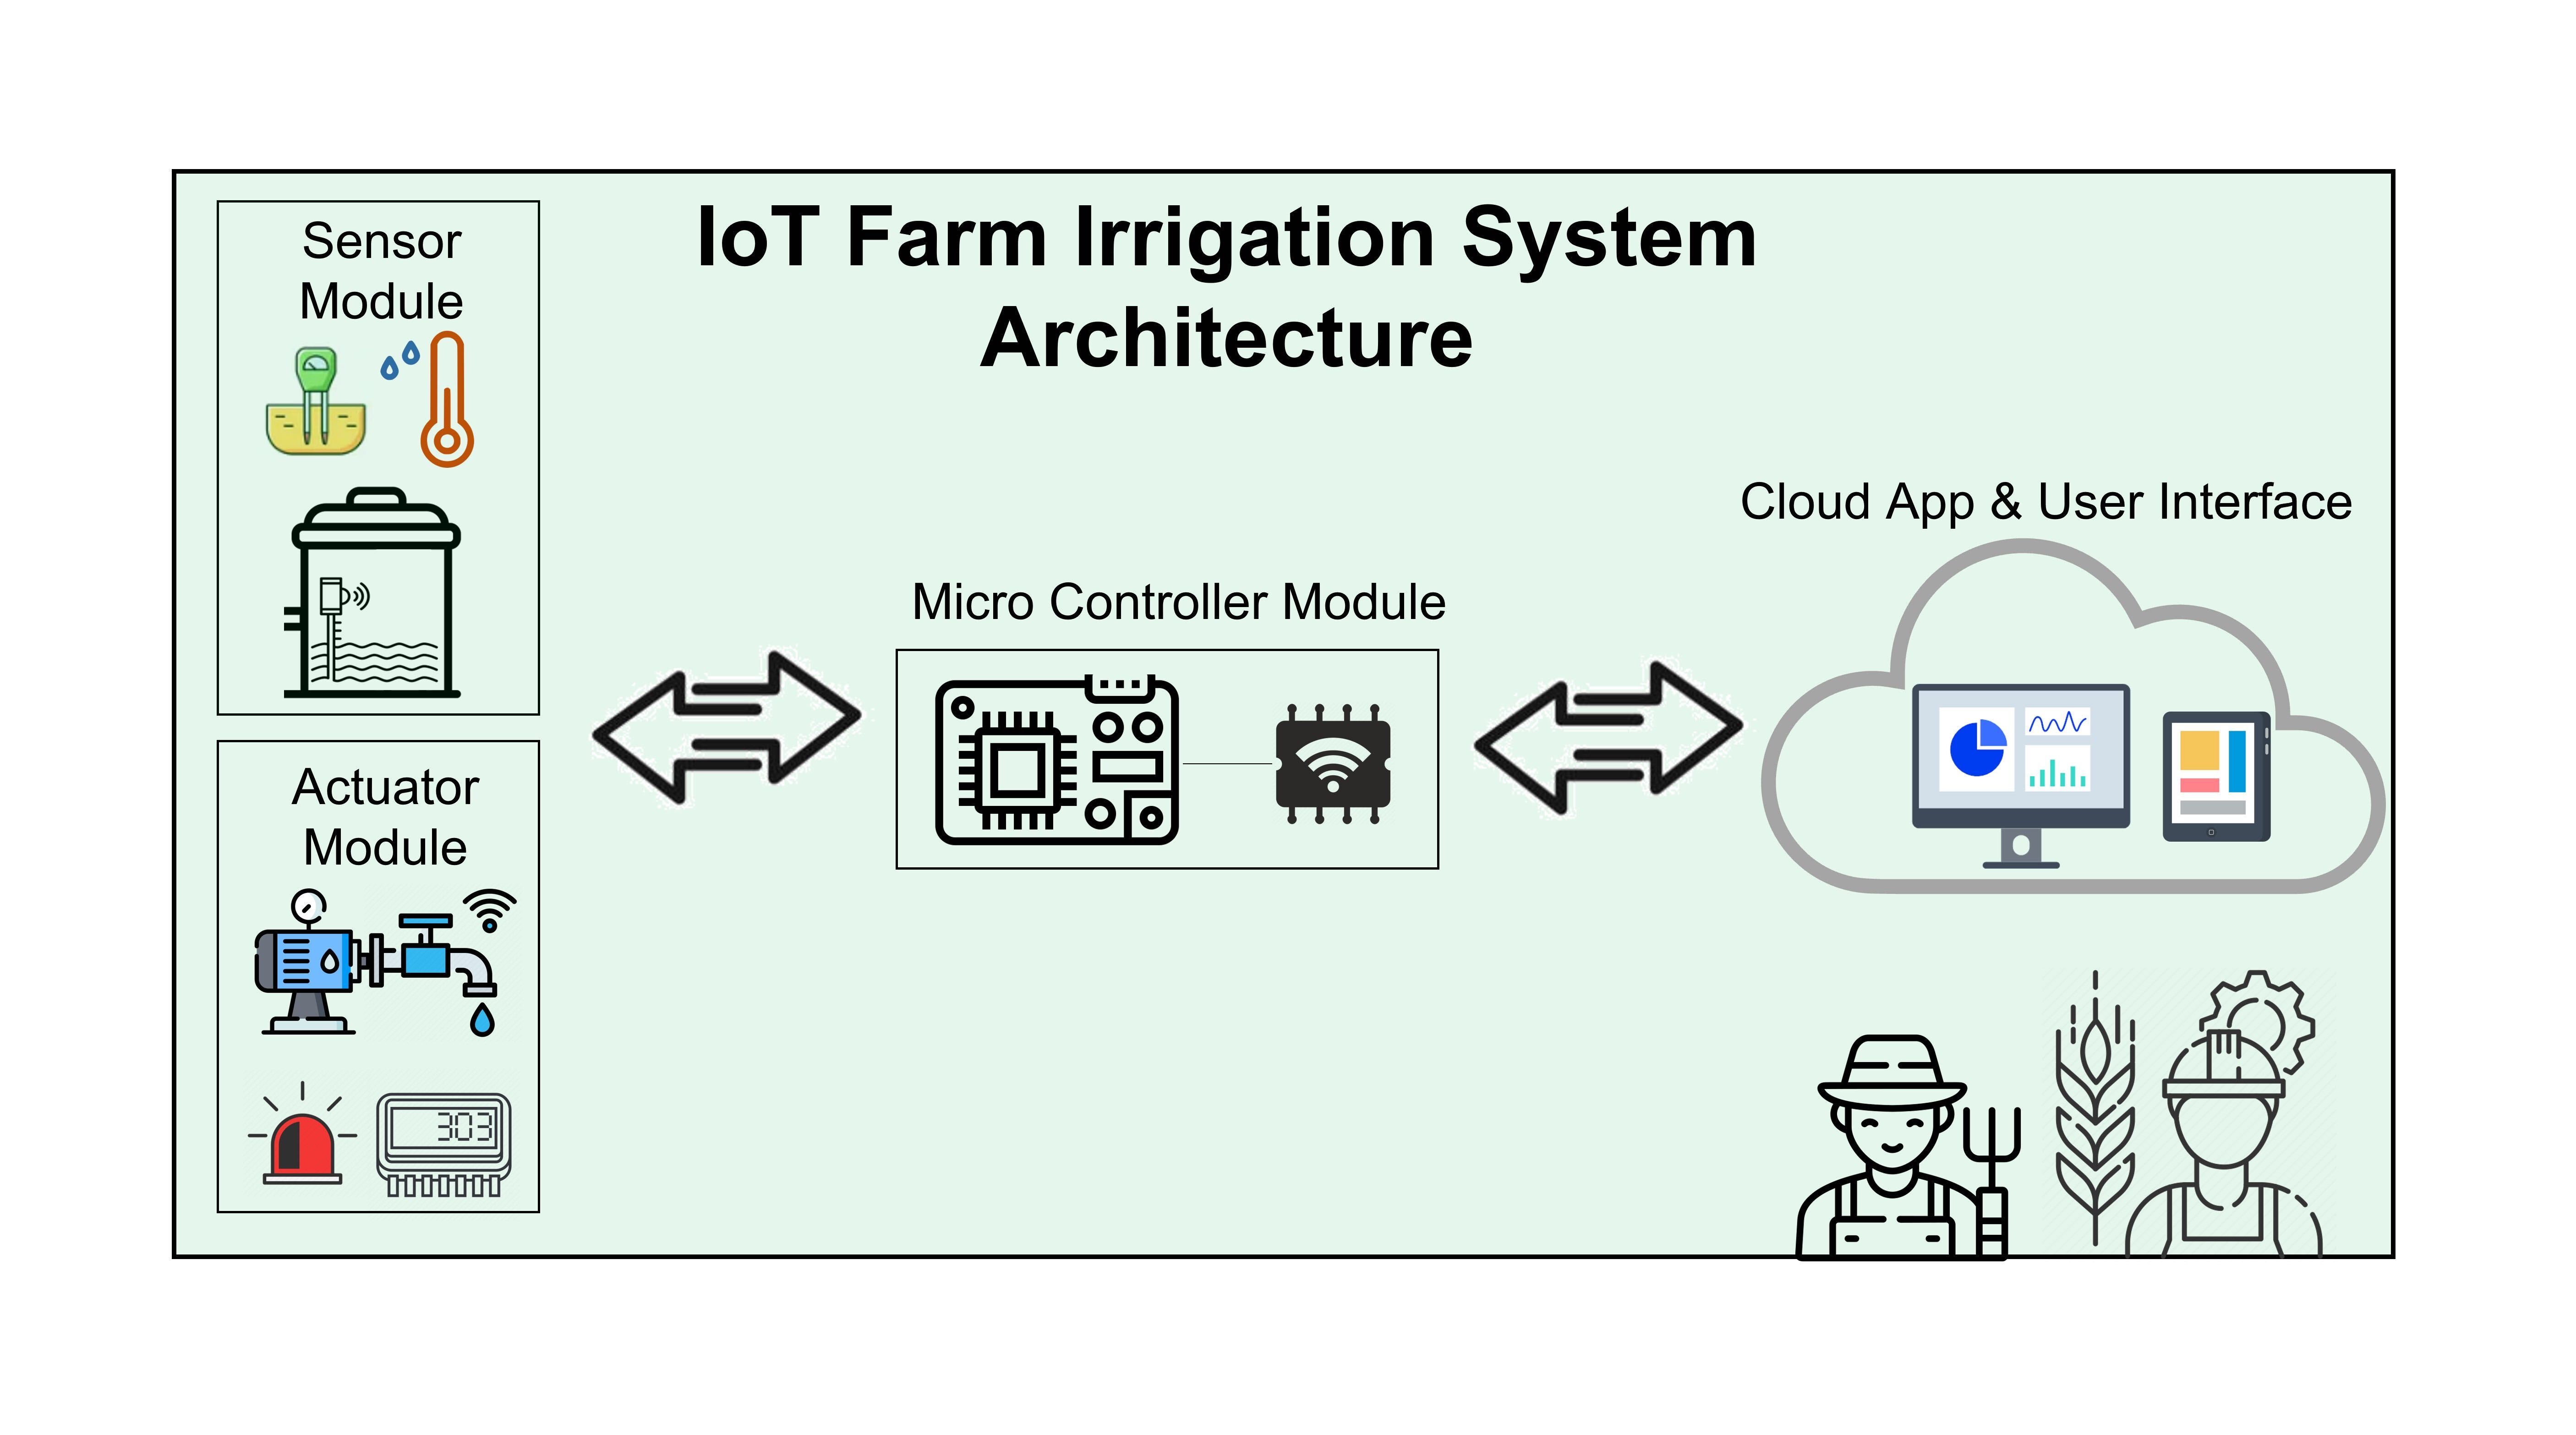 IoT Farm Irrigation System
Architecture
Sensor
Module
Actuator
Module
303
Micro Controller Module
Cloud App & User Interface